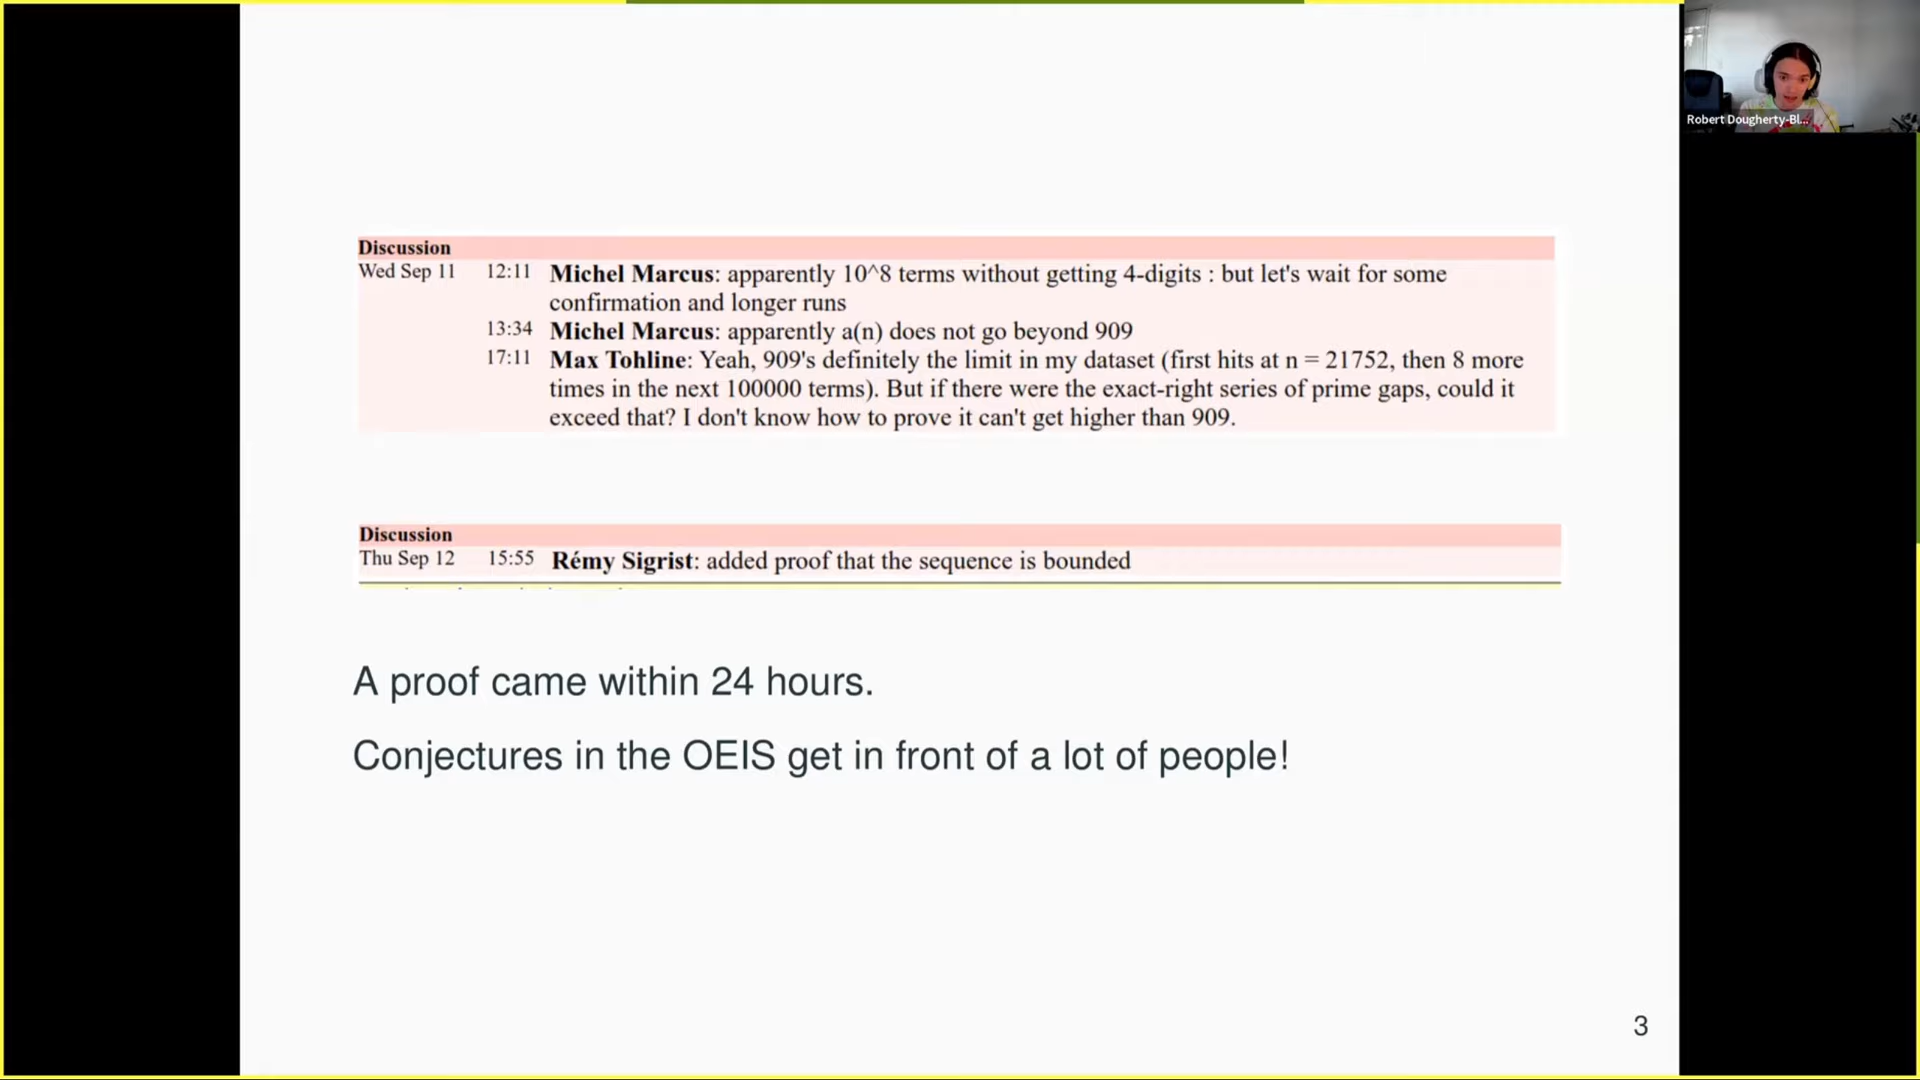 Robert Dougherty-Bl...
Discussion
Wed Sep 11 12:11 Michel Marcus: apparently 10^8 terms without getting 4-digits : but let's wait for some
confirmation and longer runs
13:34 Michel Marcus: apparently a(n) does not go beyond 909
17:11 Max Tohline: Yeah, 909's definitely the limit in my dataset (first hits at n = 21752, then 8 more
times in the next 100000 terms). But if there were the exact-right series of prime gaps, could it
exceed that? I don't know how to prove it can't get higher than 909.
Discussion
Thu Sep 12 15:55 Rémy Sigrist: added proof that the sequence is bounded
A proof came within 24 hours.
Conjectures in the OEIS get in front of a lot of people!
3